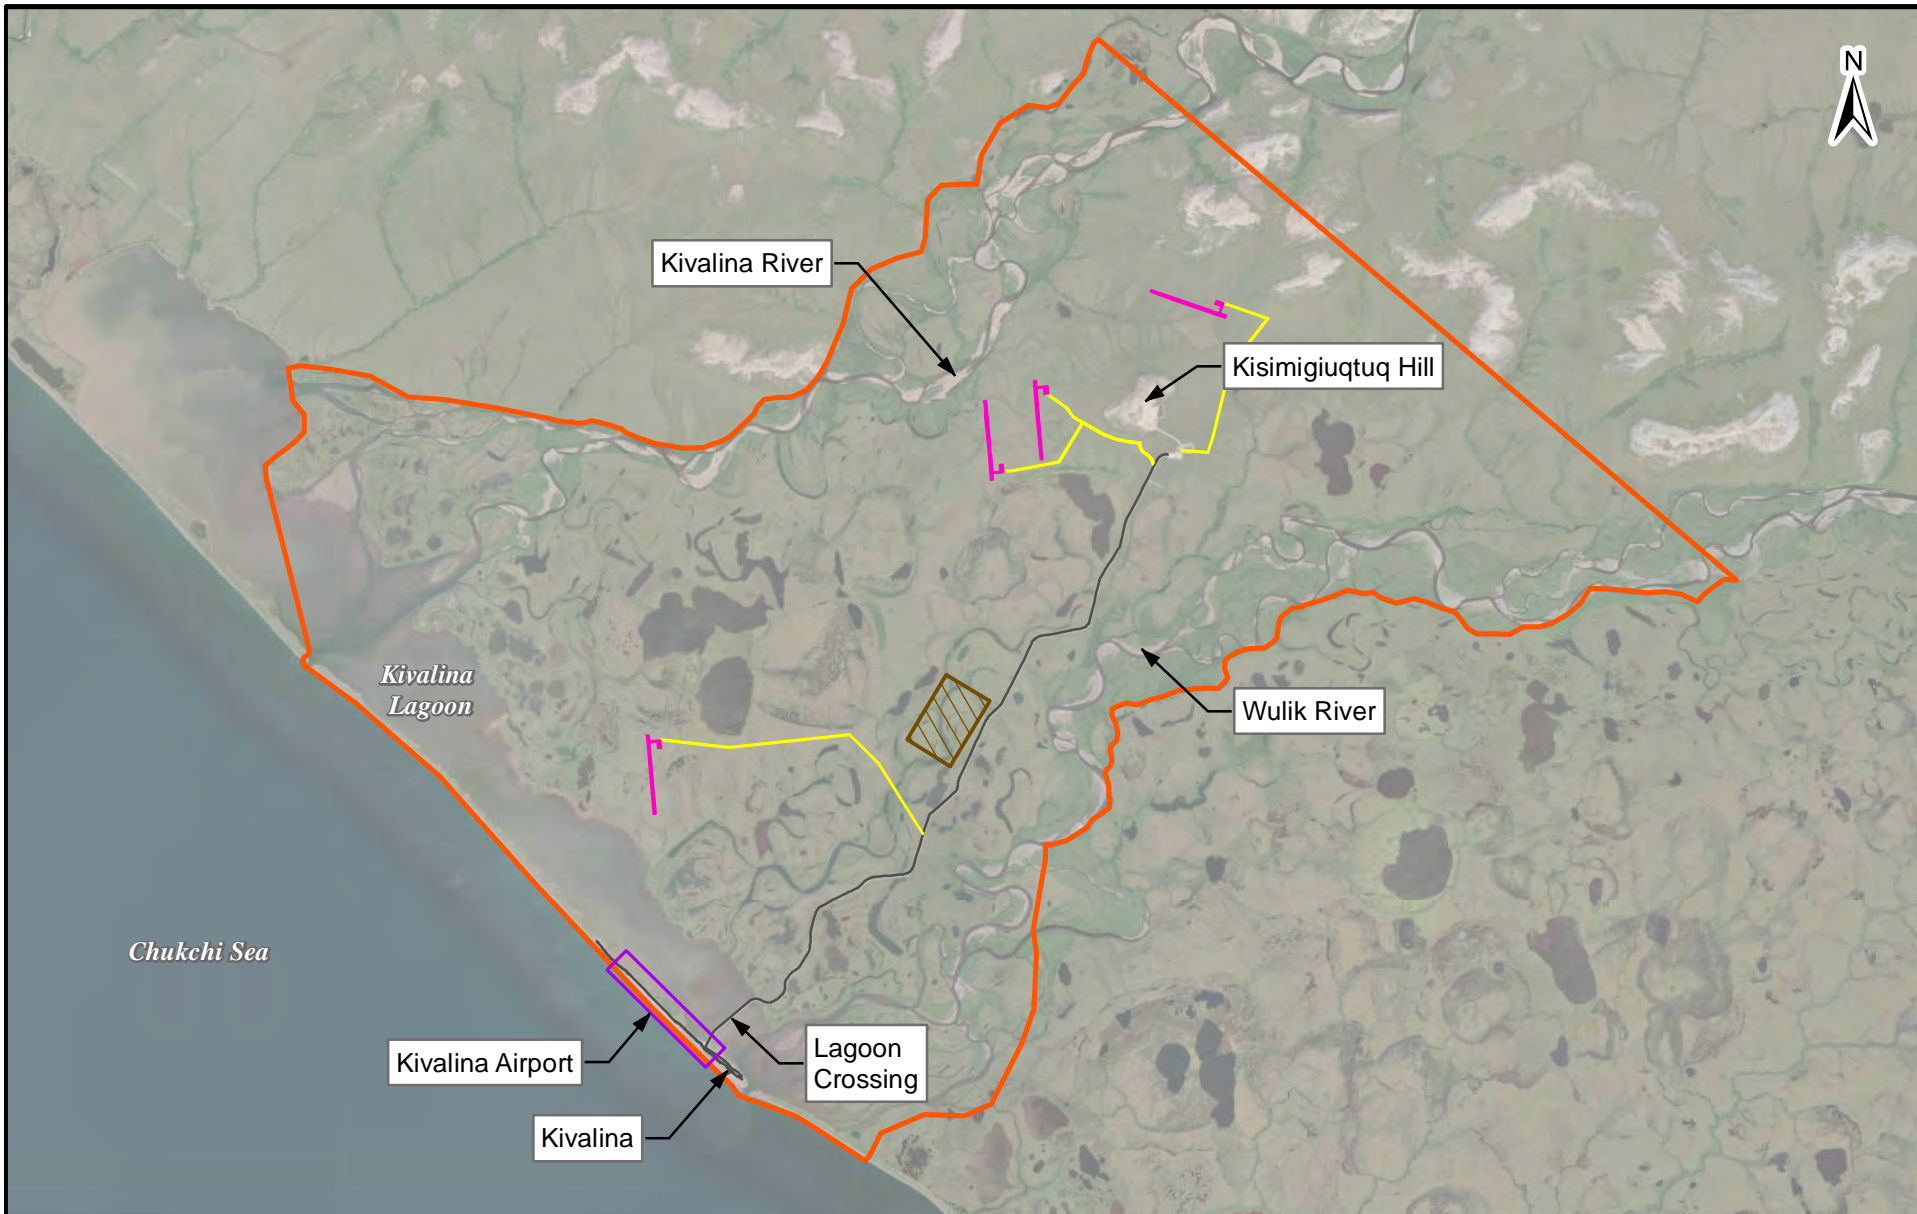 N
Kivalina River
Kisimigiuqtuq Hill
Kivalina
Lagoon
Wulik River
Chukchi Sea
Kivalina Airport
Lagoon
Crossing
Kivalina